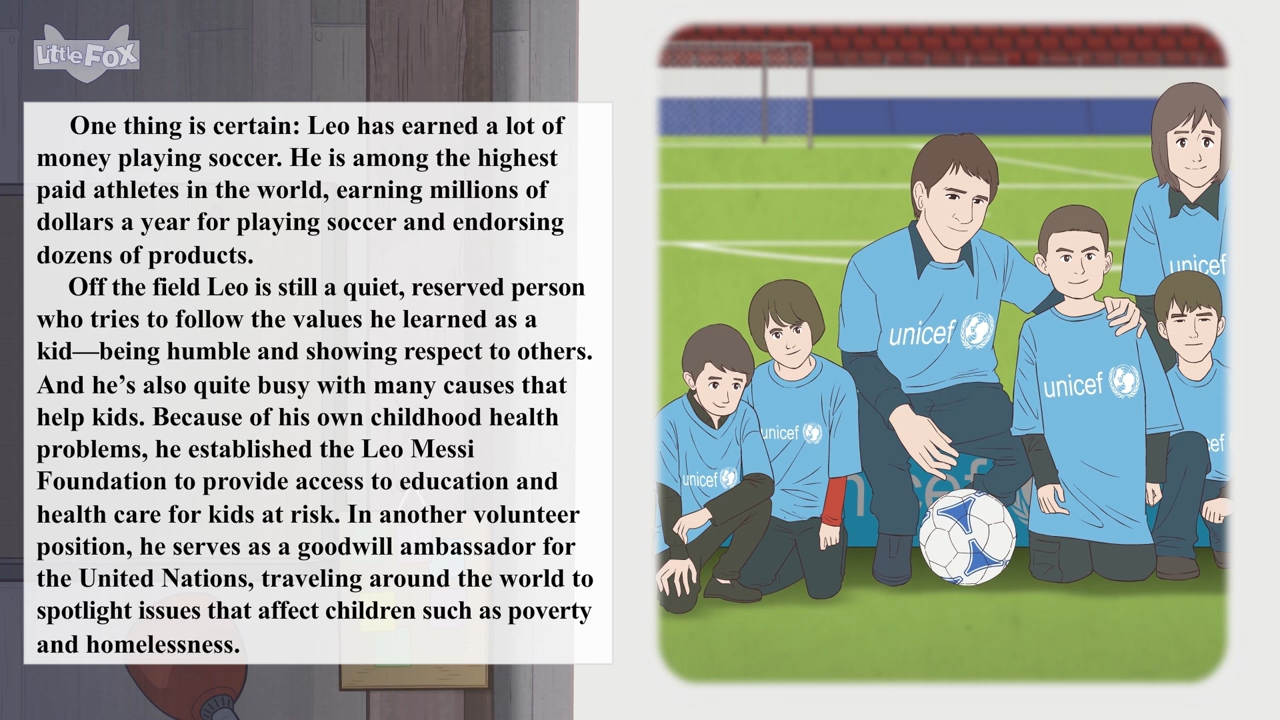 Little Fox
One thing is certain: Leo has earned a lot of
money playing soccer. He is among the highest
paid athletes in the world, earning millions of
dollars a year for playing soccer and endorsing
dozens of products.
Off the field Leo is still a quiet, reserved person
who tries to follow the values he learned as a
kid—being humble and showing respect to others.
And he’s also quite busy with many causes that
help kids. Because of his own childhood health
problems, he established the Leo Messi
Foundation to provide access to education and
health care for kids at risk. In another volunteer
position, he serves as a goodwill ambassador for
the United Nations, traveling around the world to
spotlight issues that affect children such as poverty
and homelessness.
unicef
unicef
unicef
unicef
unicef